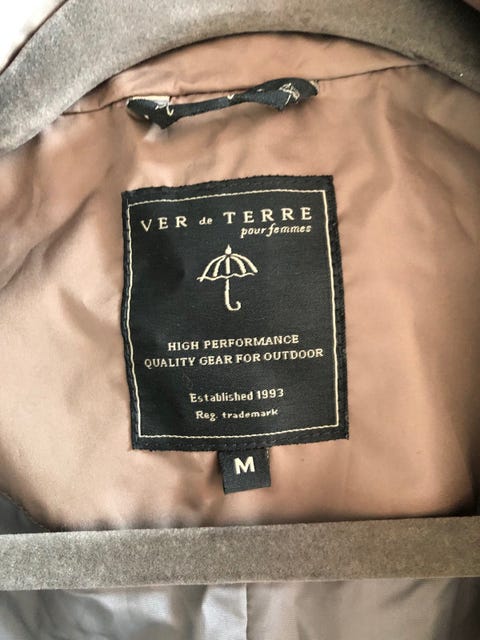 VER de TERRE
pour femmes
HIGH PERFORMANCE
QUALITY GEAR FOR OUTDOOR
Established 1993
Reg. trademark
M